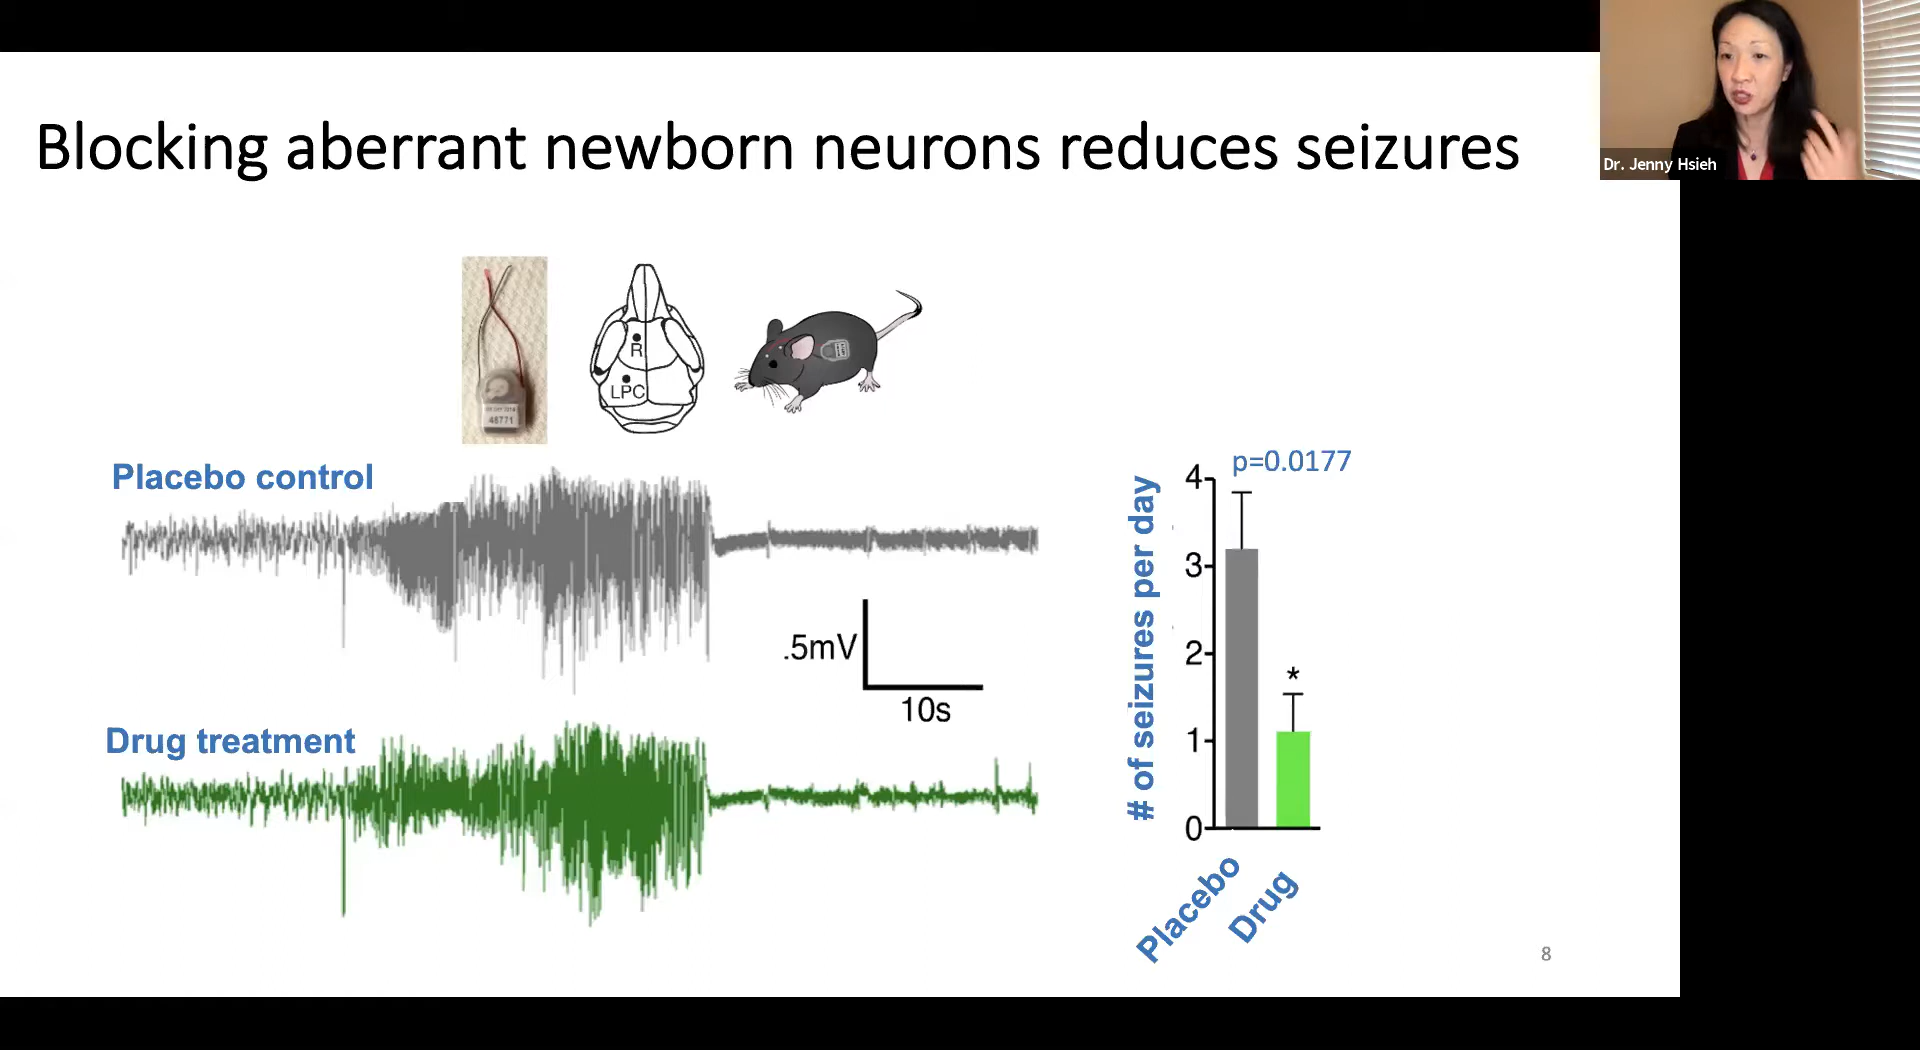 Blocking aberrant newborn neurons reduces seizures
Dr. Jenny Hsieh
48771
R
LPC
Placebo control
.5mV
10s
Drug treatment
p=0.0177
# of seizures per day
4
3
2
1
0
*
Placebo
Drug
8